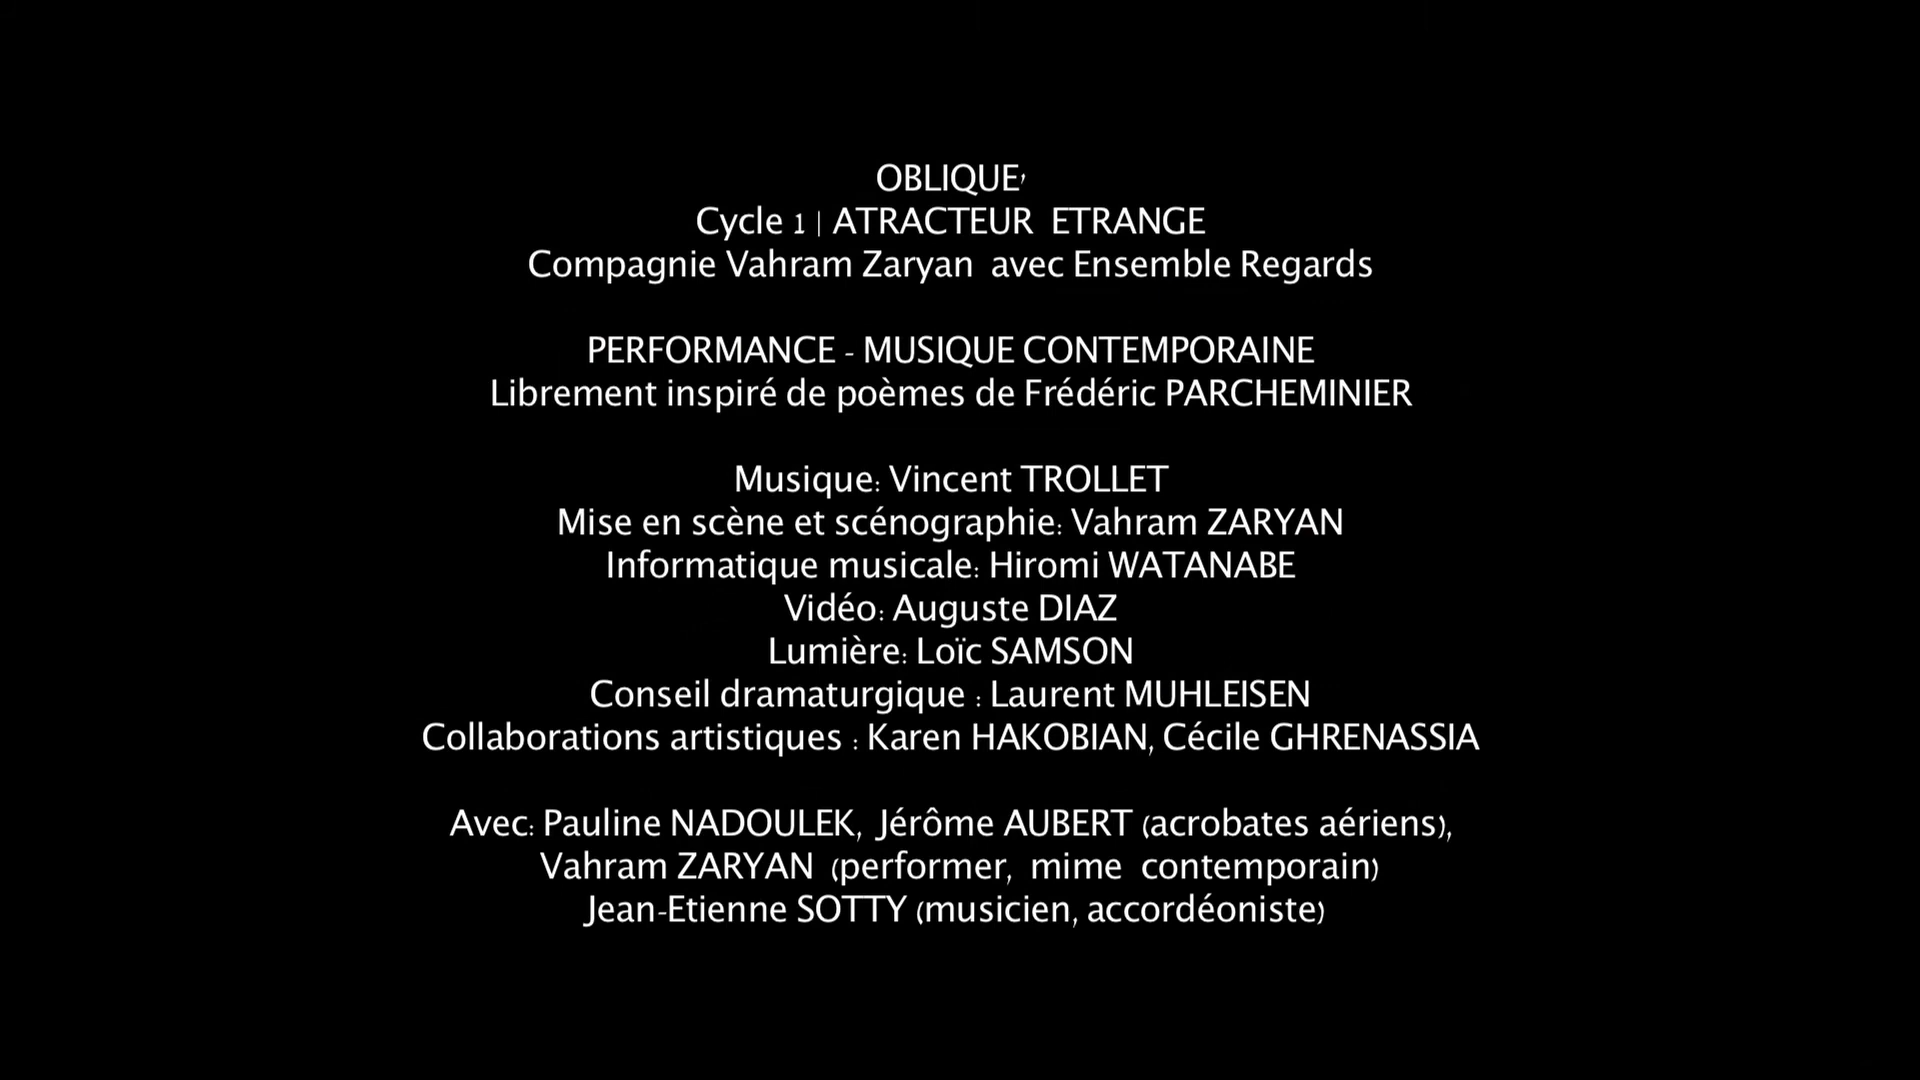 OBLIQUE'
Cycle 1 | ATRACTEUR ETRANGE
Compagnie Vahram Zaryan avec Ensemble Regards
PERFORMANCE - MUSIQUE CONTEMPORAINE
Librement inspiré de poèmes de Frédéric PARCHEMINIER
Musique: Vincent TROLLET
Mise en scène et scénographie: Vahram ZARYAN
Informatique musicale: Hiromi WATANABE
Vidéo: Auguste DIAZ
Lumière: Loïc SAMSON
Conseil dramaturgique : Laurent MUHLEISEN
Collaborations artistiques : Karen HAKOBIAN, Cécile GHRENASSIA
Avec: Pauline NADOULEK, Jérôme AUBERT (acrobates aériens),
Vahram ZARYAN (performer, mime contemporain)
Jean-Etienne SOTTY (musicien, accordéoniste)